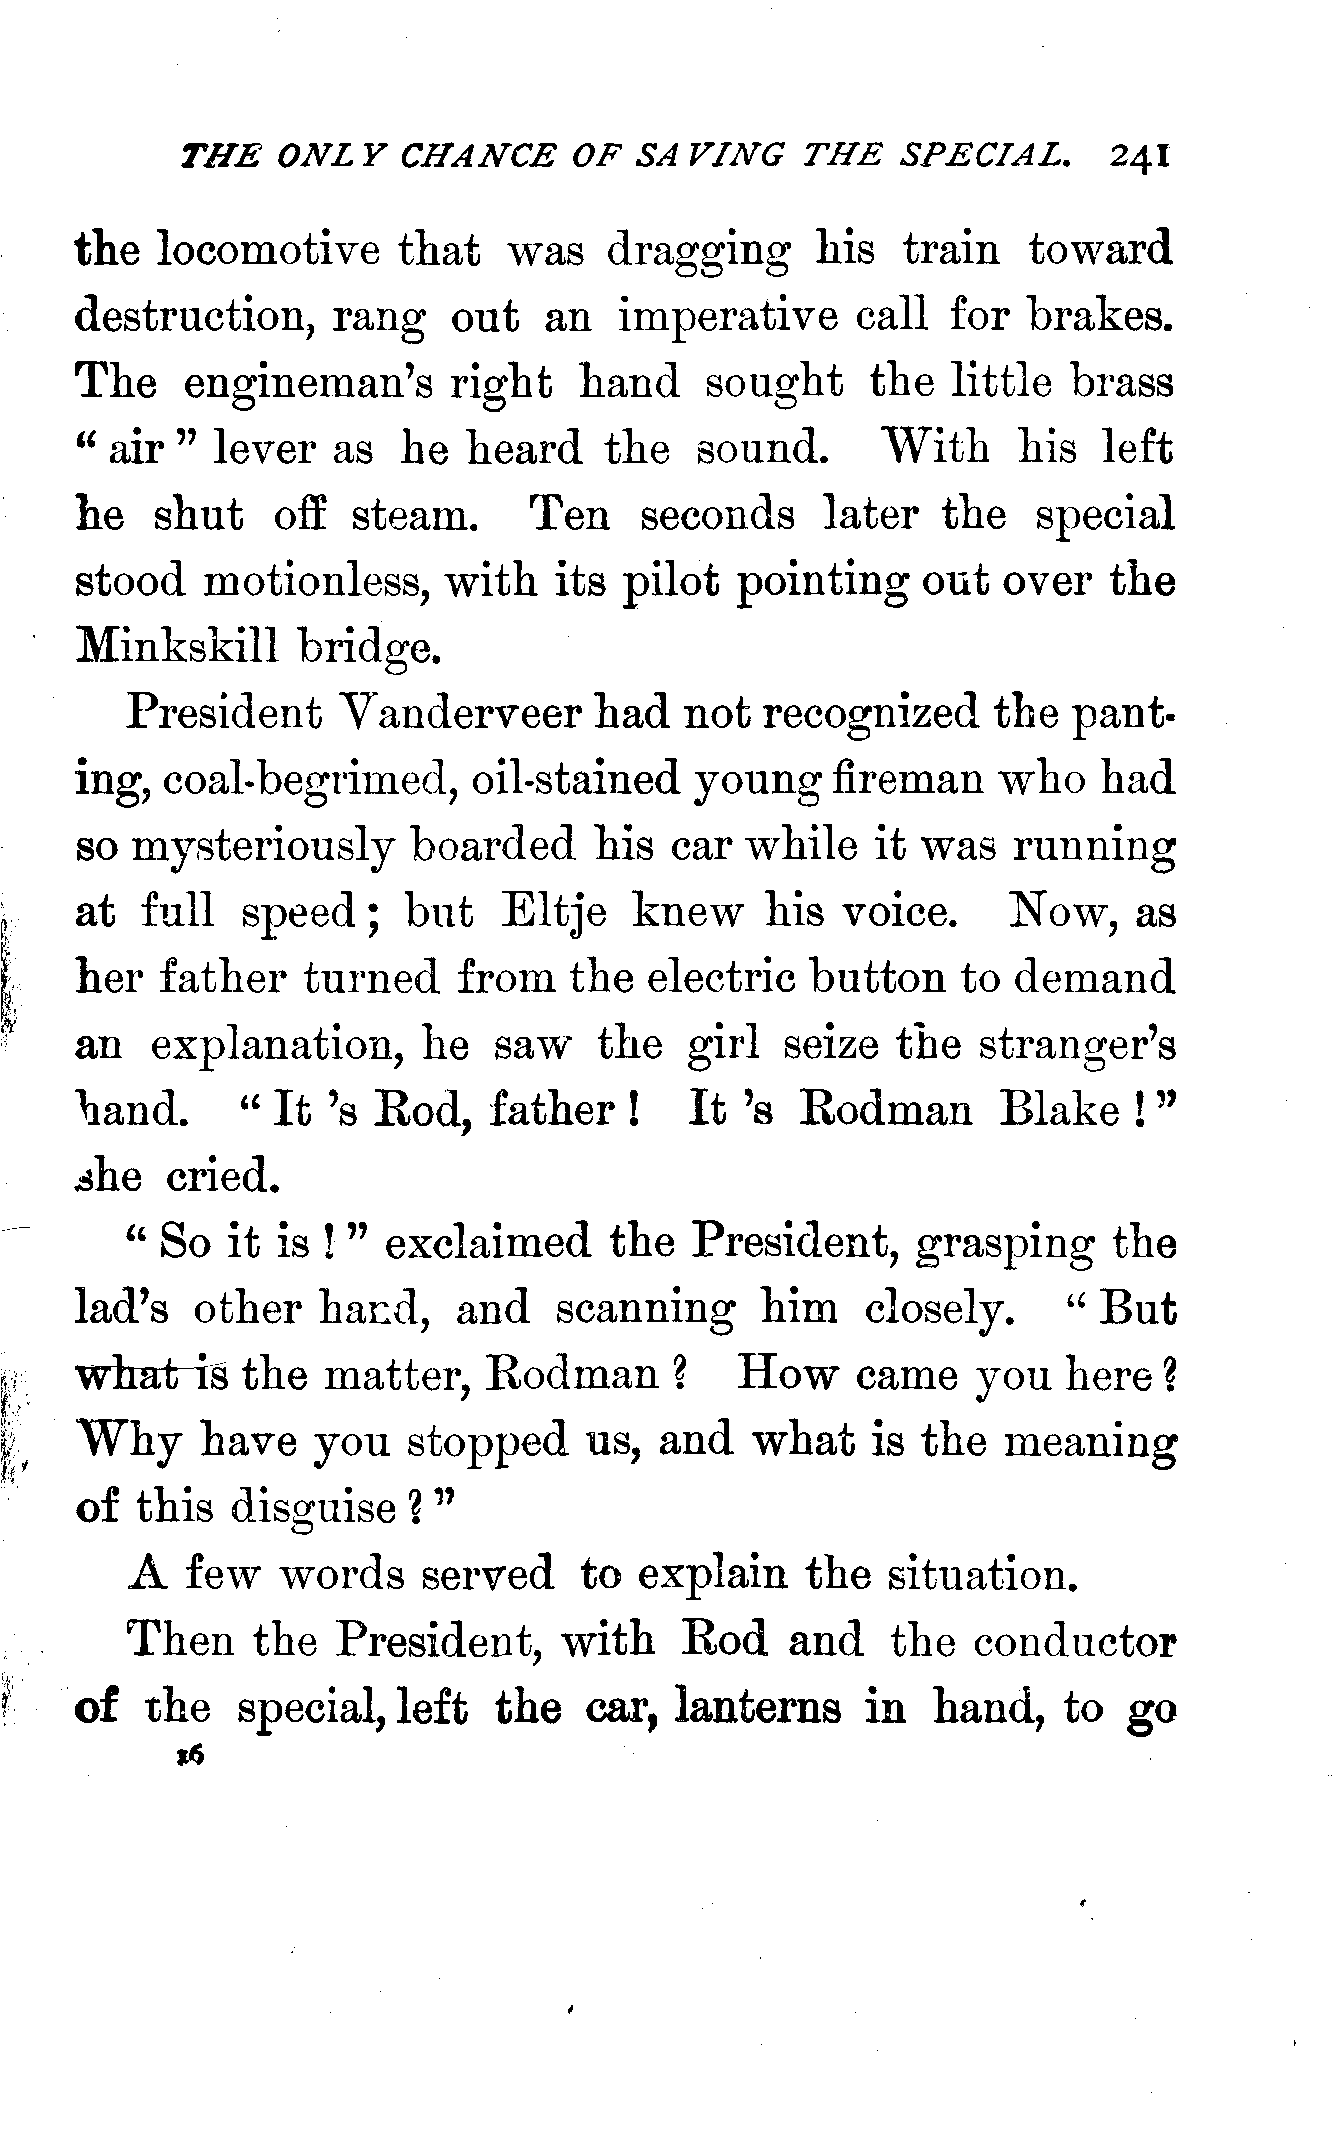 THE ONLY CHANCE OF SAVING THE SPECIAL. 241
the locomotive that was dragging his train toward
destruction, rang out an imperative call for brakes.
The engineman's right hand sought the little brass
" air " lever as he heard the sound. With his left
he shut off steam. Ten seconds later the special
stood motionless, with its pilot pointing out over the
Minkskill bridge.
President Vanderveer had not recognized the pant-
ing, coal-begrimed, oil-stained young fireman who had
so mysteriously boarded his car while it was running
at full speed ; but Eltje knew his voice. Now, as
her father turned from the electric button to demand
an explanation, he saw the girl seize the stranger's
hand. " It 's Rod, father ! It 's Rodman Blake ! "
she cried.
" So it is ! " exclaimed the President, grasping the
lad's other hand, and scanning him closely. " But
what is the matter, Rodman ? How came you here ?
Why have you stopped us, and what is the meaning
of this disguise ? "
A few words served to explain the situation.
Then the President, with Rod and the conductor
of the special, left the car, lanterns in hand, to go
16